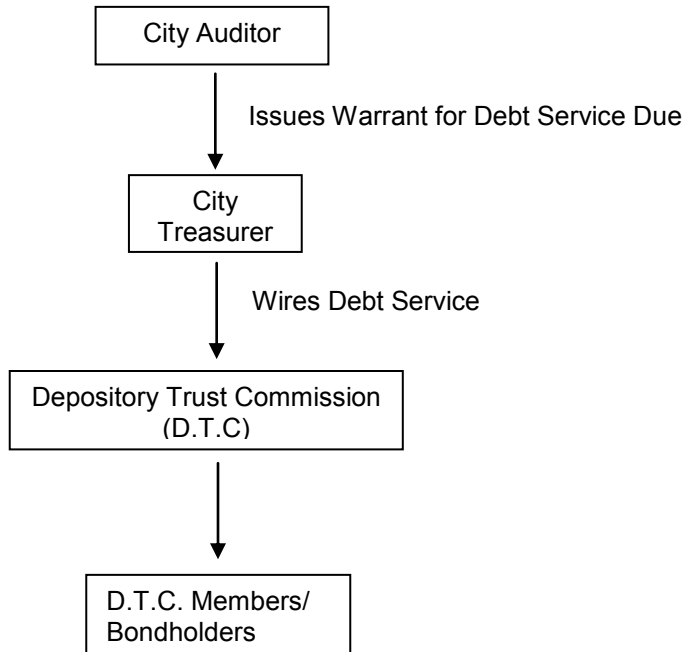 City Auditor
Issues Warrant for Debt Service Due
City
Treasurer
Wires Debt Service
Depository Trust Commission
(D.T.C)
D.T.C. Members/
Bondholders